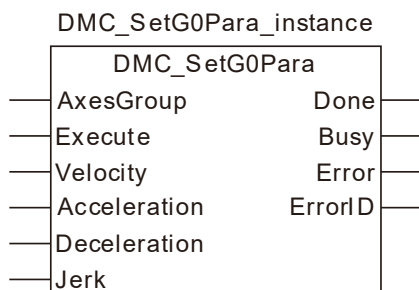 DMC_SetG0Para_instance
DMC_SetG0Para
AxesGroup Done
Execute Busy
Velocity Error
Acceleration ErrorID
Deceleration
Jerk